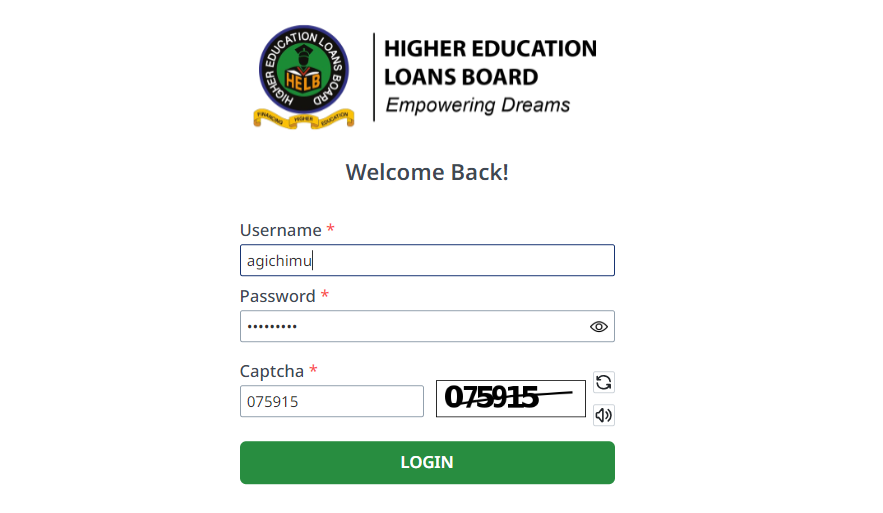 HIGHER EDUCATION LOANS BOARD
HELB
FINANCING HIGHER EDUCATION
HIGHER EDUCATION
LOANS BOARD
Empowering Dreams
Welcome Back!
Username *
agichimu
Password *
•••••••••
Captcha *
075915
075915
LOGIN